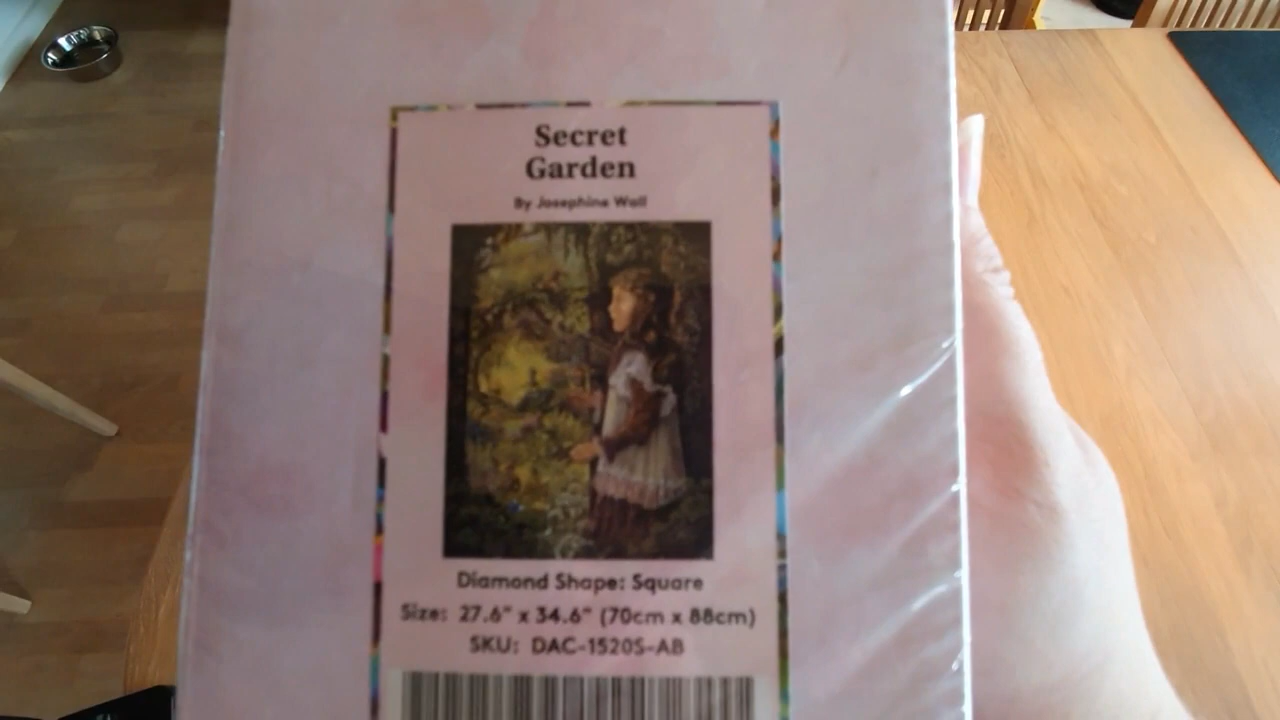 Secret
Garden
By Josephine Wall
Diamond Shape: Square
Size: 27.6" x 34.6" (70cm x 88cm)
SKU: DAC-1520S-AB